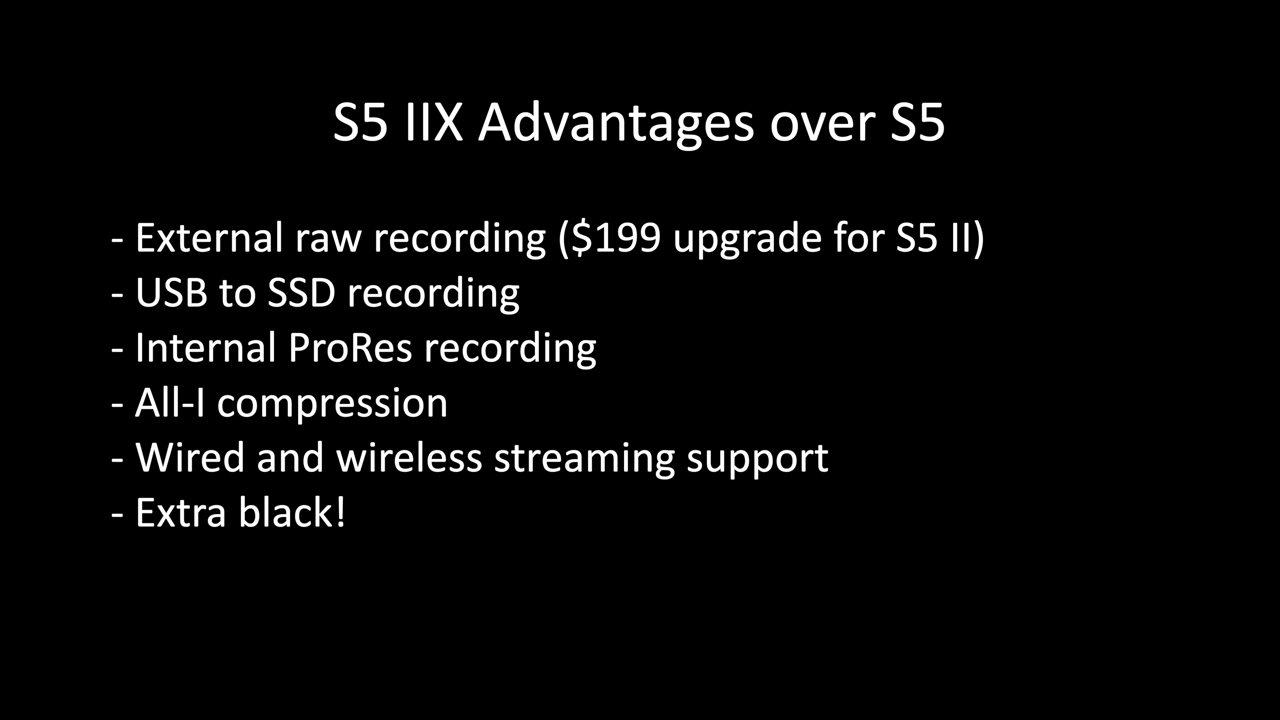 S5 IIX Advantages over S5
- External raw recording ($199 upgrade for S5 II)
- USB to SSD recording
- Internal ProRes recording
- All-I compression
- Wired and wireless streaming support
- Extra black!